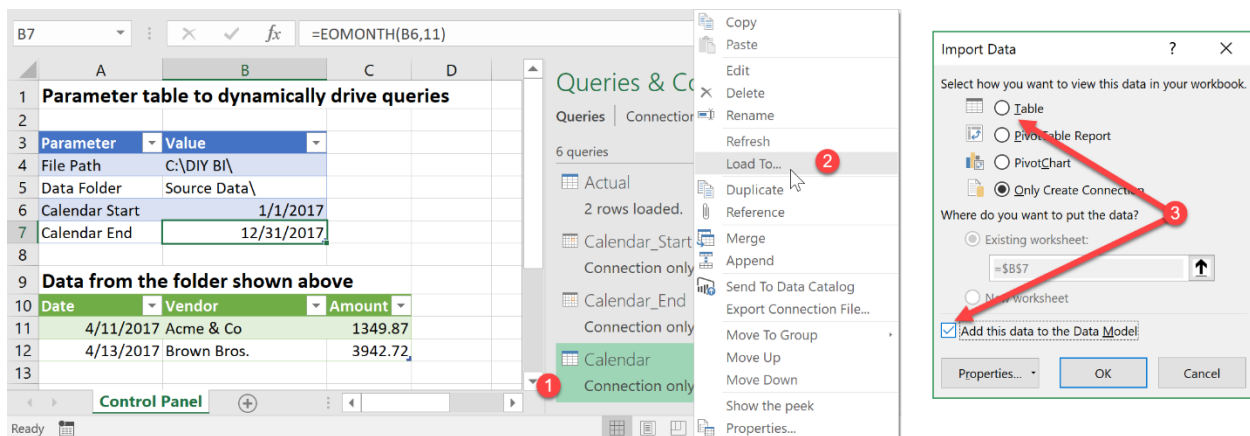 B7
fx
=EOMONTH(B6,11)
A B C D
1 Parameter table to dynamically drive queries
2
3 Parameter Value
4 File Path C:\DIY BI\
5 Data Folder Source Data\
6 Calendar Start 1/1/2017
7 Calendar End 12/31/2017
8
9 Data from the folder shown above
10 Date Vendor Amount
11 4/11/2017 Acme & Co 1349.87
12 4/13/2017 Brown Bros. 3942.72
13
Control Panel
Ready
Queries & Co
Queries Connection
6 queries
Actual
2 rows loaded.
Calendar_Start
Connection only
Calendar_End
Connection only
Calendar
1
Connection only
Copy
Paste
Edit
Delete
Rename
Refresh
Load To...
2
Duplicate
Reference
Merge
Append
Send To Data Catalog
Export Connection File...
Move To Group
Move Up
Move Down
Show the peek
Properties...
Import Data ? X
Select how you want to view this data in your workbook.
Table
PivotTable Report
PivotChart
Only Create Connection
3
Where do you want to put the data?
Existing worksheet:
=$B$7
New worksheet
Add this data to the Data Model
Properties... OK Cancel